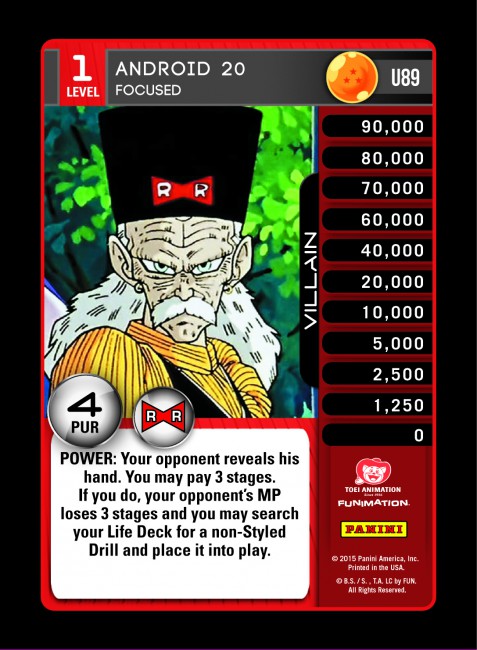 1
LEVEL
ANDROID 20
FOCUSED
U89
R R
VILLAIN
90,000
80,000
70,000
60,000
40,000
20,000
10,000
5,000
2,500
1,250
0
4
PUR
R R
POWER: Your opponent reveals his
hand. You may pay 3 stages.
If you do, your opponent's MP
loses 3 stages and you may search
your Life Deck for a non-Styled
Drill and place it into play.
TOEI ANIMATION
Since 1956
FUNIMATION.
PANINI
© 2015 Panini America, Inc.
Printed in the USA.
© B.S. / S. , T.A. LC by FUN.
All Rights Reserved.